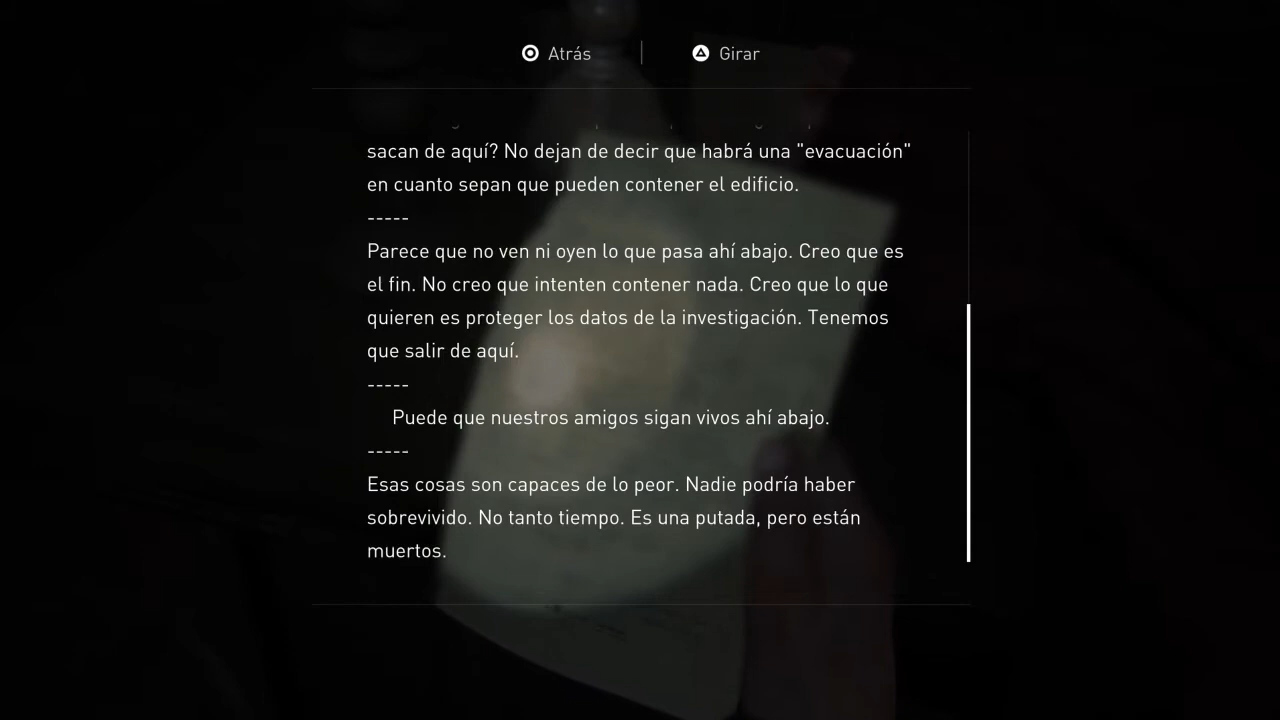 Atrás
Girar
sacan de aquí? No dejan de decir que habrá una "evacuación"
en cuanto sepan que pueden contener el edificio.
-----
Parece que no ven ni oyen lo que pasa ahí abajo. Creo que es
el fin. No creo que intenten contener nada. Creo que lo que
quieren es proteger los datos de la investigación. Tenemos
que salir de aquí.
-----
Puede que nuestros amigos sigan vivos ahí abajo.
-----
Esas cosas son capaces de lo peor. Nadie podría haber
sobrevivido. No tanto tiempo. Es una putada, pero están
muertos.